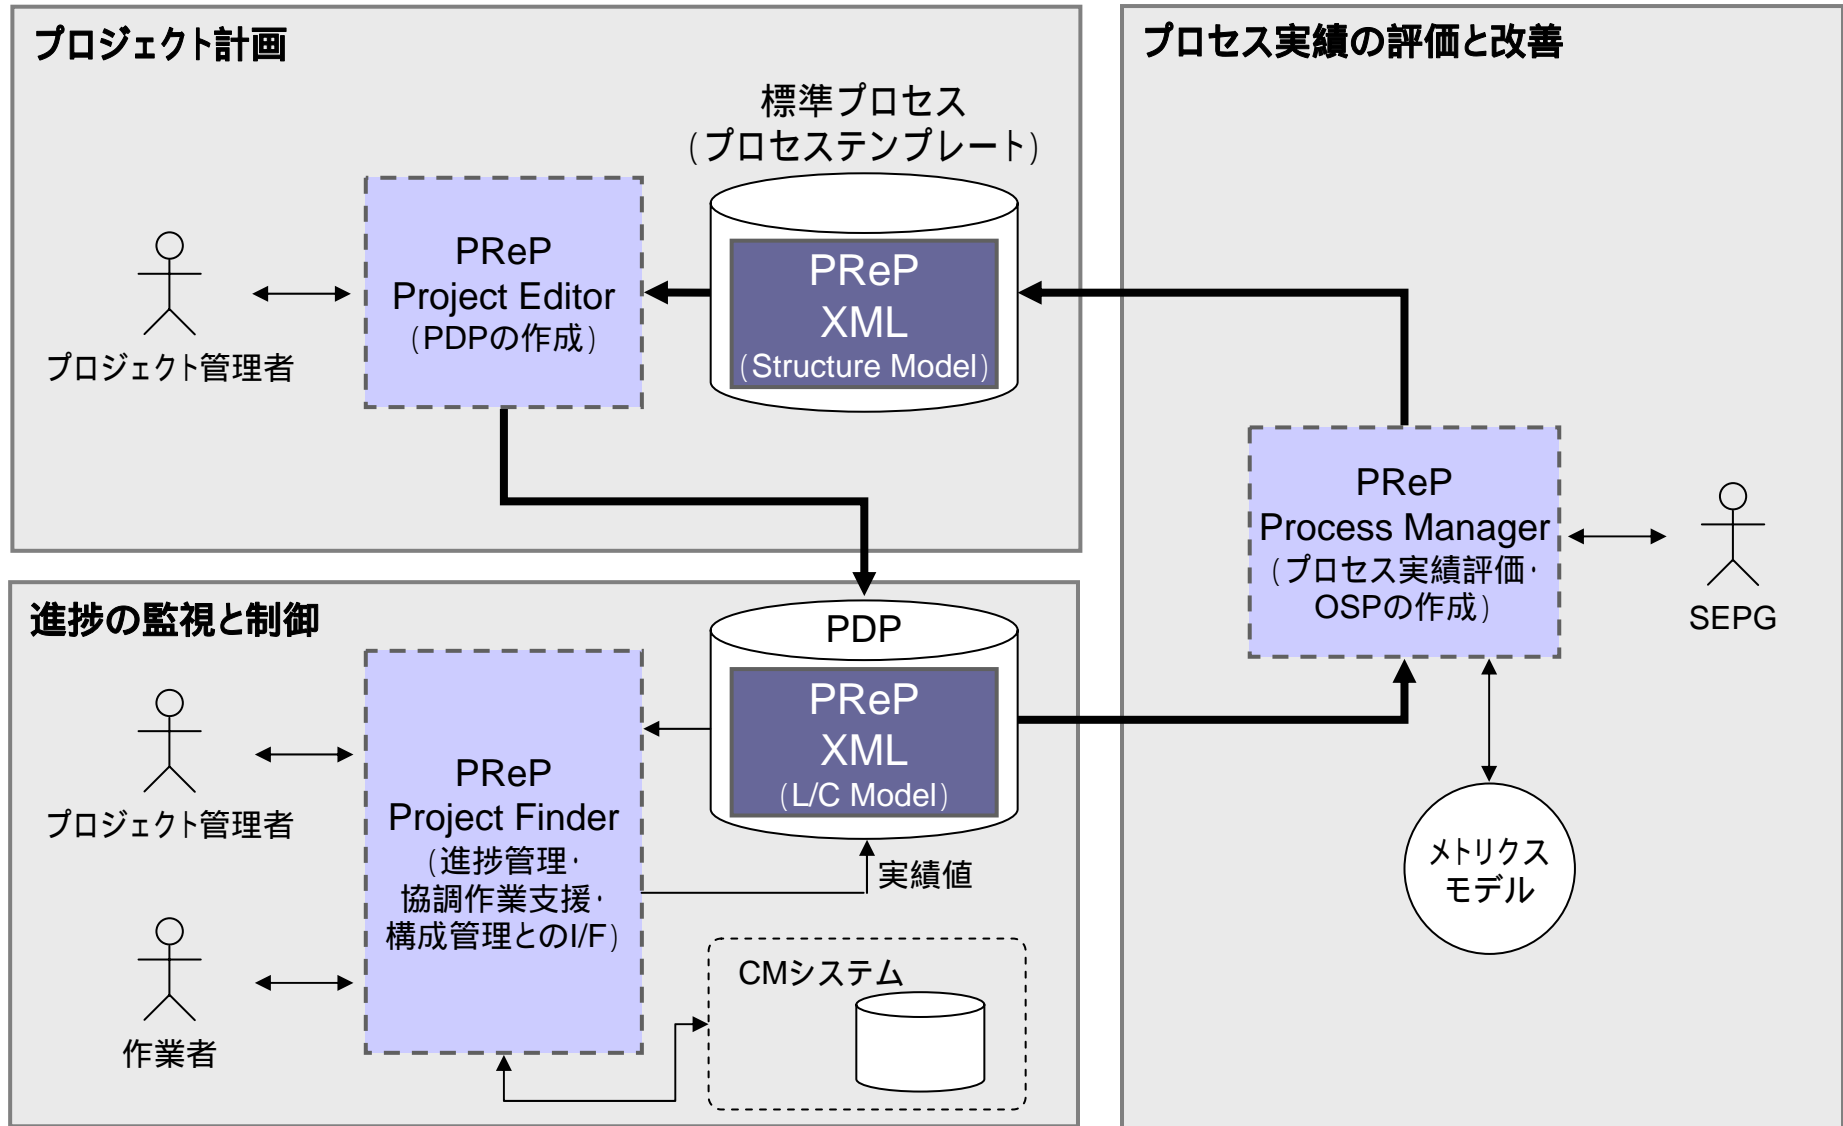 プロジェクト計画
標準プロセス
(プロセステンプレート)
PReP
Project Editor
(PDPの作成)
PReP
XML
(Structure Model)
プロジェクト管理者
プロセス実績の評価と改善
PReP
Process Manager
(プロセス実績評価・
OSPの作成)
SEPG
メトリクス
モデル
進捗の監視と制御
PDP
PReP
XML
(L/C Model)
プロジェクト管理者
PReP
Project Finder
(進捗管理・
協調作業支援・
構成管理とのI/F)
実績値
作業者
CMシステム